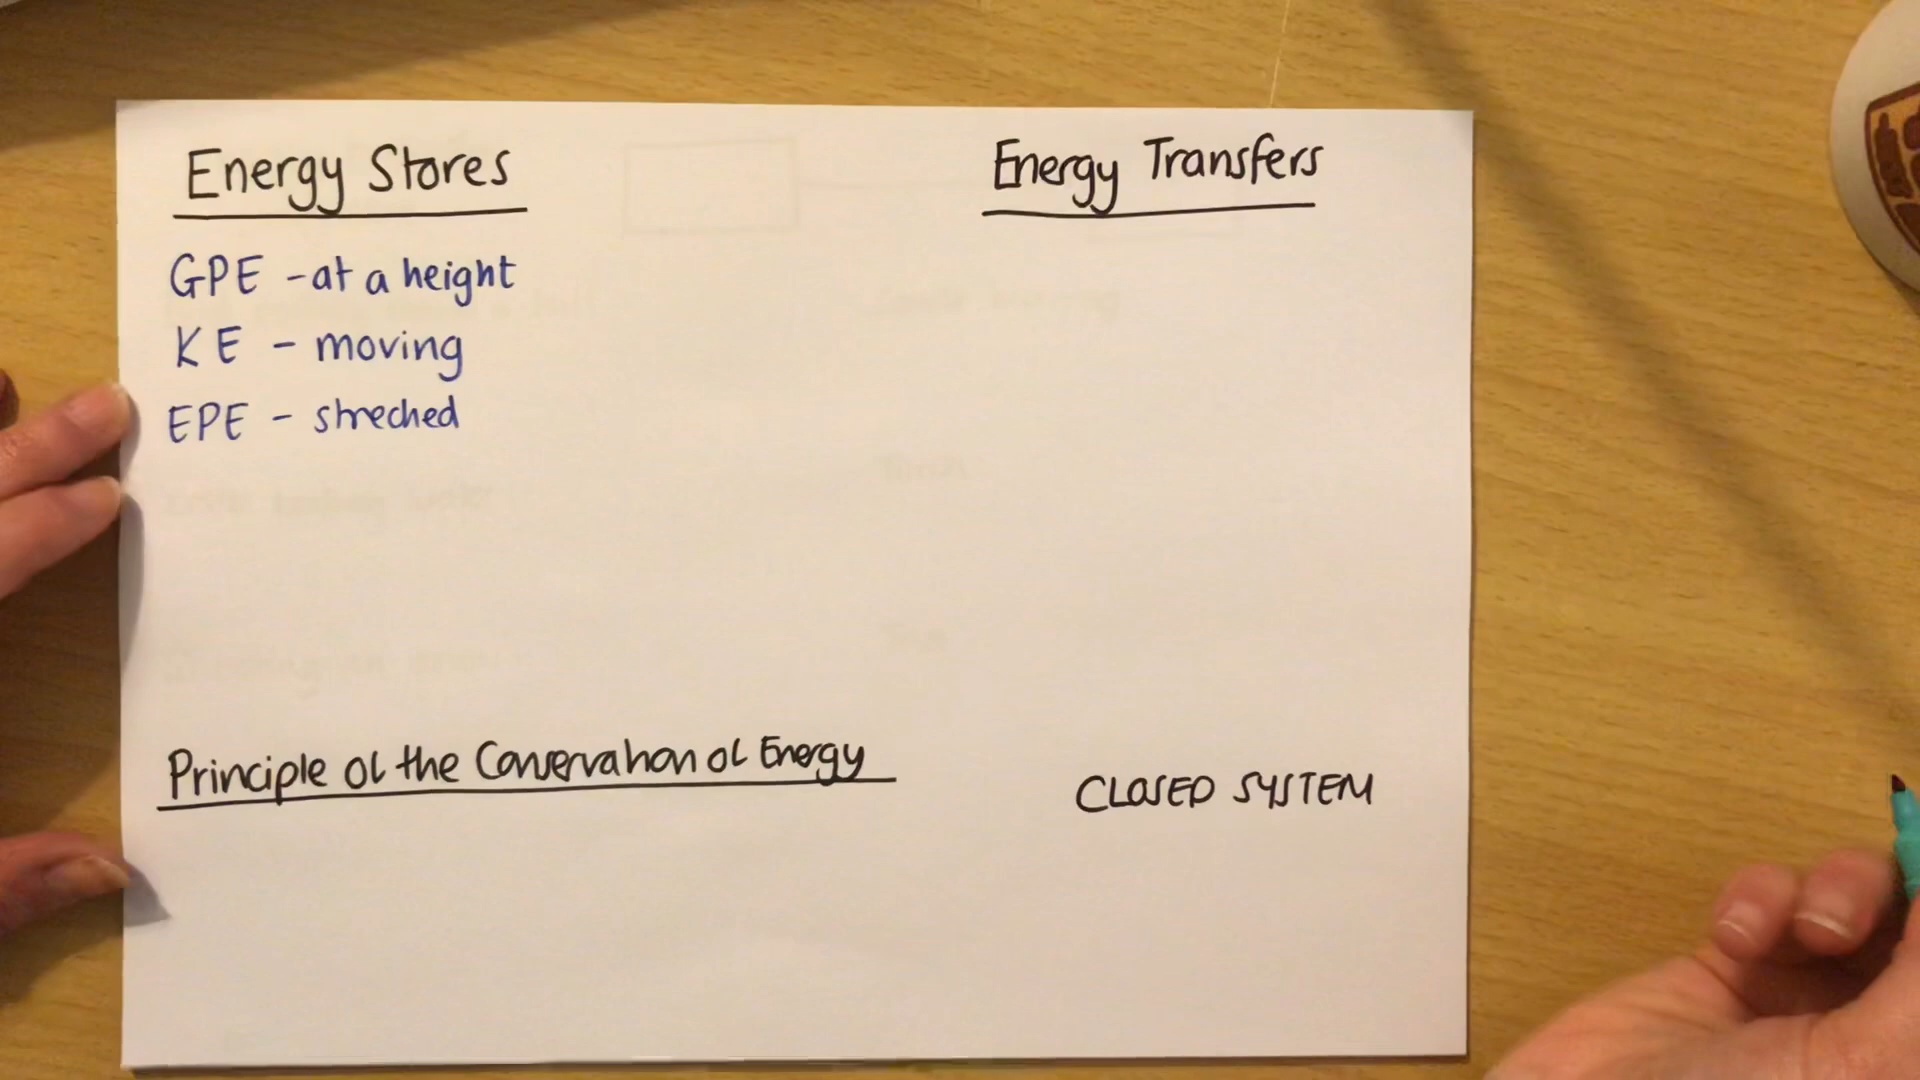 Energy Stores
Energy Transfers
GPE - at a height
KE - moving
EPE - streched
Principle of the Conservation of Energy
CLOSED SYSTEM